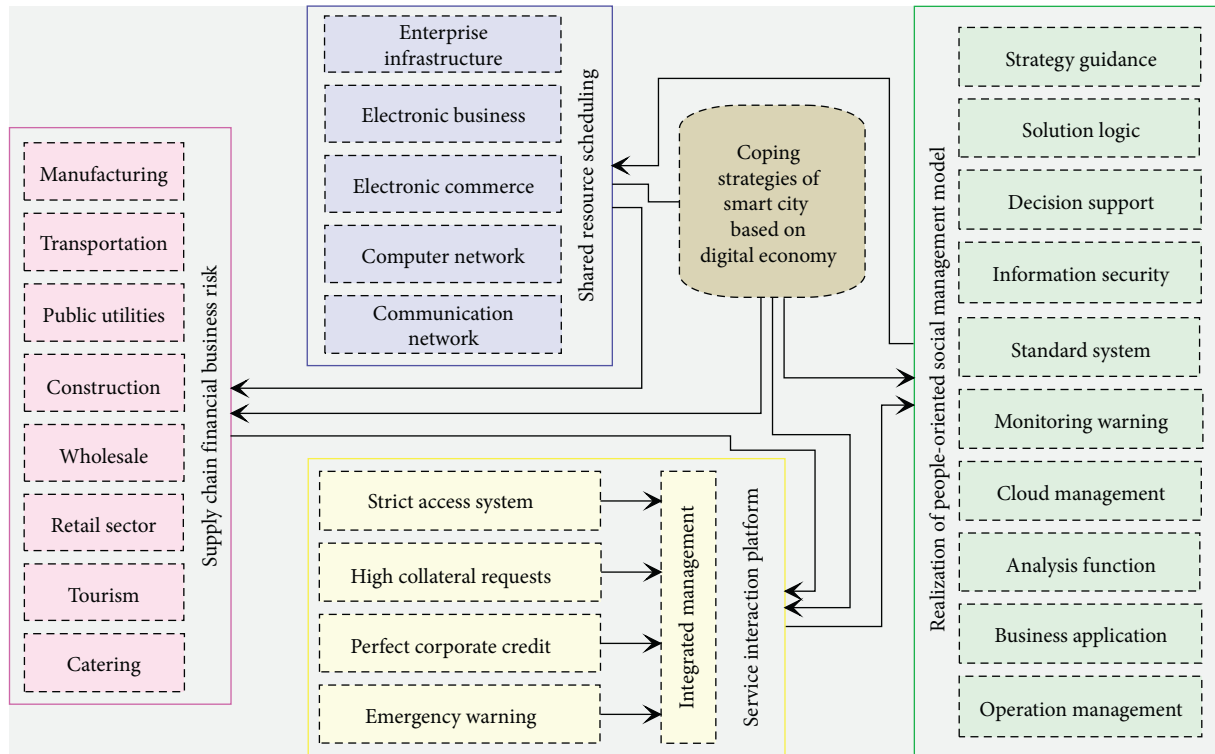 Manufacturing
Transportation
Public utilities
Construction
Wholesale
Retail sector
Tourism
Catering
Supply chain financial business risk
Enterprise
infrastructure
Electronic business
Electronic commerce
Computer network
Communication
network
Shared resource scheduling
Coping
strategies of
smart city
based on
digital economy
Strict access system
High collateral requests
Perfect corporate credit
Emergency warning
Integrated management
Service interaction platform
Realization of people-oriented social management model
Strategy guidance
Solution logic
Decision support
Information security
Standard system
Monitoring warning
Cloud management
Analysis function
Business application
Operation management